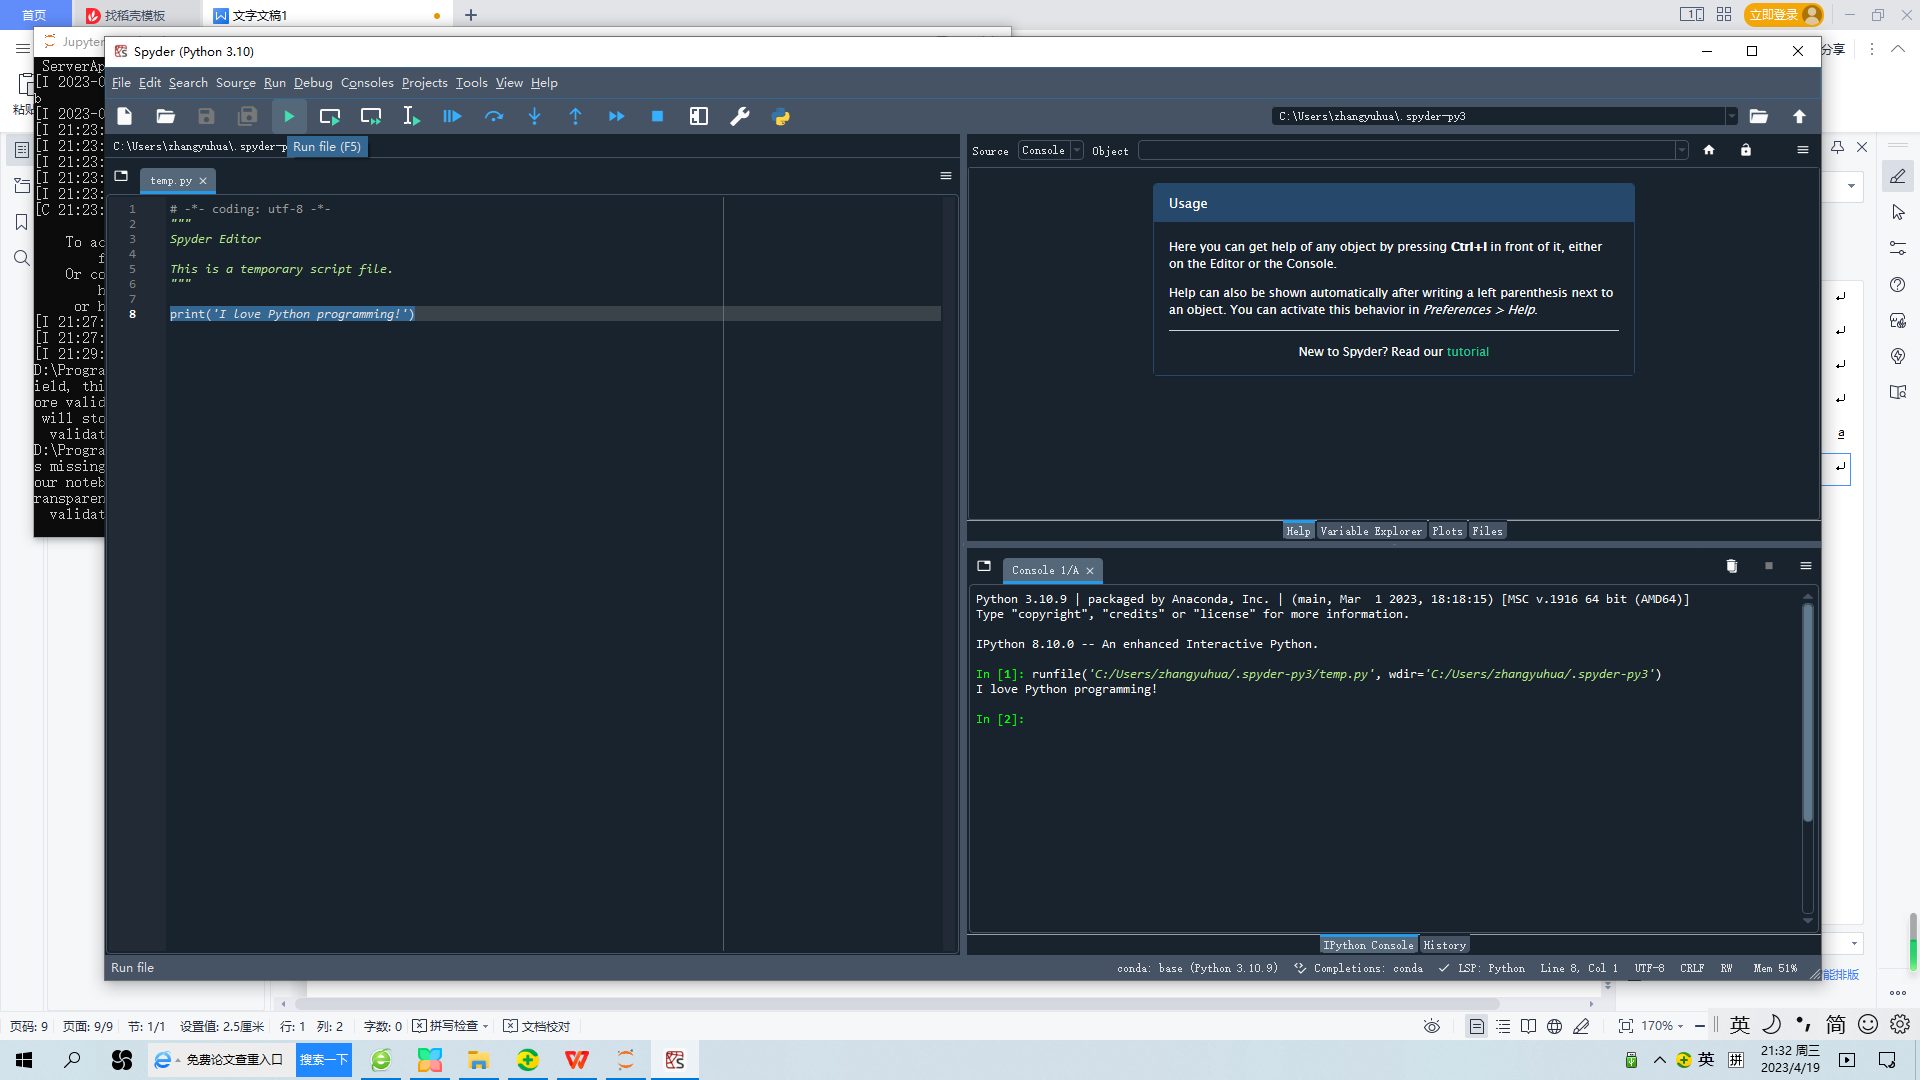 首页
找稻壳模板
文字文稿1
立即登录
Jupyter
分享
粘贴
ServerAp
[I 2023-0
b
[I 2023-0
[I 21:23:
[I 21:23:
[I 21:23:
[I 21:23:
[I 21:23:
[C 21:23:
To ac
f
Or co
h
or h
[I 21:27:
[I 21:27:
[I 21:29:
D:\Progra
ield, thi
ore valid
will sto
validat
D:\Progra
s missing
our noteb
ransparen
validat
Spyder (Python 3.10)
File Edit Search Source Run Debug Consoles Projects Tools View Help
C:\Users\zhangyuhua\.spyder-py3
C:\Users\zhangyuhua\.spyder-p
Run file (F5)
temp.py
1 # -*- coding: utf-8 -*-
2 """
3 Spyder Editor
4
5 This is a temporary script file.
6 """
7
8 print('I love Python programming!')
Source Console Object
Usage
Here you can get help of any object by pressing Ctrl+I in front of it, either
on the Editor or the Console.
Help can also be shown automatically after writing a left parenthesis next to
an object. You can activate this behavior in Preferences > Help.
New to Spyder? Read our tutorial
Help Variable Explorer Plots Files
Console 1/A
Python 3.10.9 | packaged by Anaconda, Inc. | (main, Mar  1 2023, 18:18:15) [MSC v.1916 64 bit (AMD64)]
Type "copyright", "credits" or "license" for more information.
IPython 8.10.0 -- An enhanced Interactive Python.
In [1]: runfile('C:/Users/zhangyuhua/.spyder-py3/temp.py', wdir='C:/Users/zhangyuhua/.spyder-py3')
I love Python programming!
In [2]:
IPython Console History
Run file
conda: base (Python 3.10.9) Completions: conda LSP: Python Line 8, Col 1 UTF-8 CRLF RW Mem 51%
a
能排版
页码: 9 页面: 9/9 节: 1/1 设置值: 2.5厘米 行: 1 列: 2 字数: 0 拼写检查 文档校对
170%
英 简
免费论文查重入口 搜索一下
英 拼
21:32 周三
2023/4/19